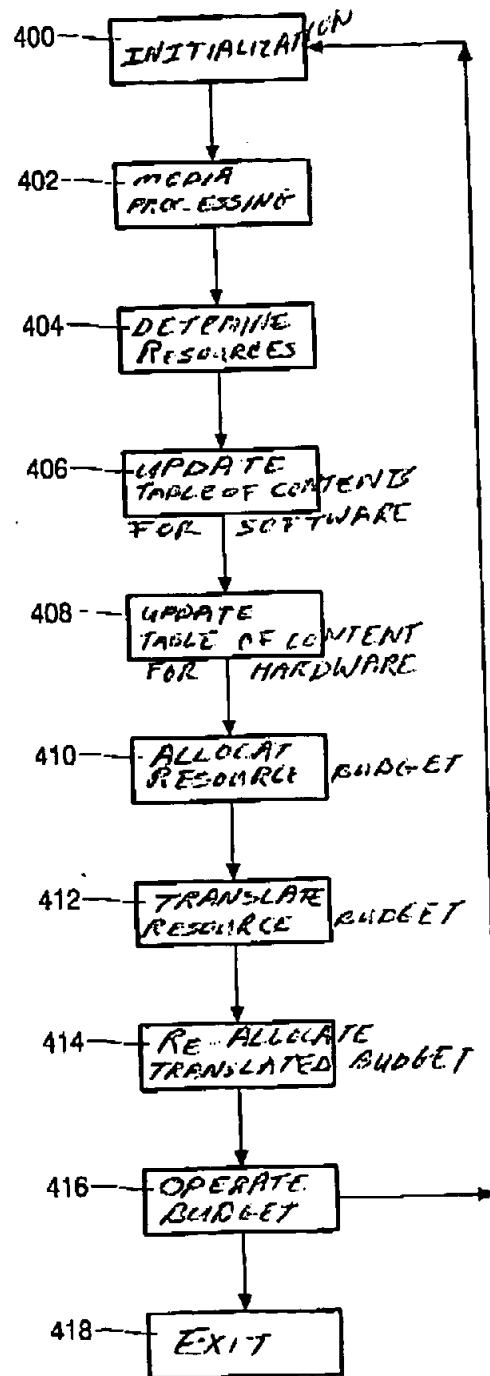 400 INITIALIZATION
402 MEDIA
PROCESSING
404 DETERMINE
RESOURCES
406 UPDATE
TABLE OF CONTENTS
FOR SOFTWARE
408 UPDATE
TABLE OF CONTENT
FOR HARDWARE
410 ALLOCAT
RESOURCE BUDGET
412 TRANSLATE
RESOURCE BUDGET
414 RE-ALLOCATE
TRANSLATED BUDGET
416 OPERATE
BUDGET
418 EXIT